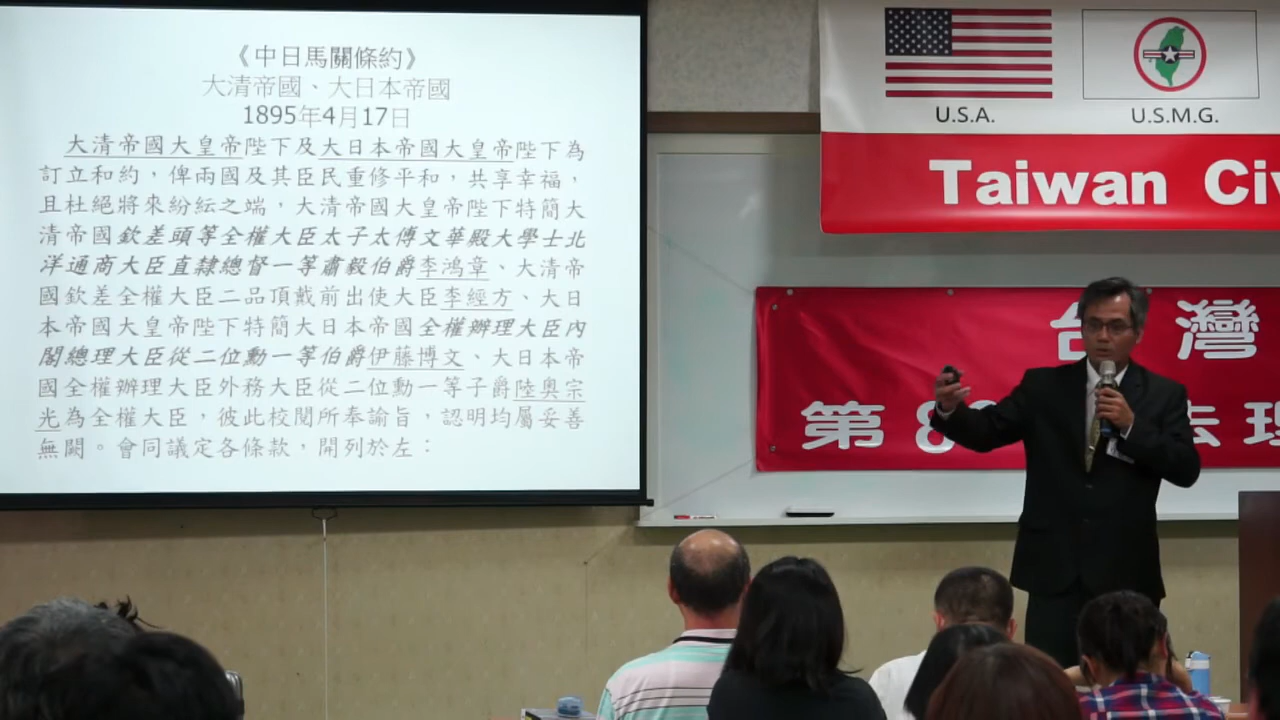 《中日馬關條約》
大清帝國、大日本帝國
1895年4月17日
大清帝國大皇帝陛下及大日本帝國大皇帝陛下為
訂立和約，俾兩國及其臣民重修平和，共享幸福，
且杜絕將來紛紜之端，大清帝國大皇帝陛下特簡大
清帝國欽差頭等全權大臣太子太傅文華殿大學士北
洋通商大臣直隸總督一等肅毅伯爵李鴻章、大清帝
國欽差全權大臣二品頂戴前出使大臣李經方、大日
本帝國大皇帝陛下特簡大日本帝國全權辦理大臣內
閣總理大臣從二位勳一等伯爵伊藤博文、大日本帝
國全權辦理大臣外務大臣從二位勳一等子爵陸奧宗
光為全權大臣，彼此校閱所奉諭旨，認明均屬妥善
無闕。會同議定各條款，開列於左：
U.S.A.
U.S.M.G.
Taiwan Ci
台灣
第8 法理